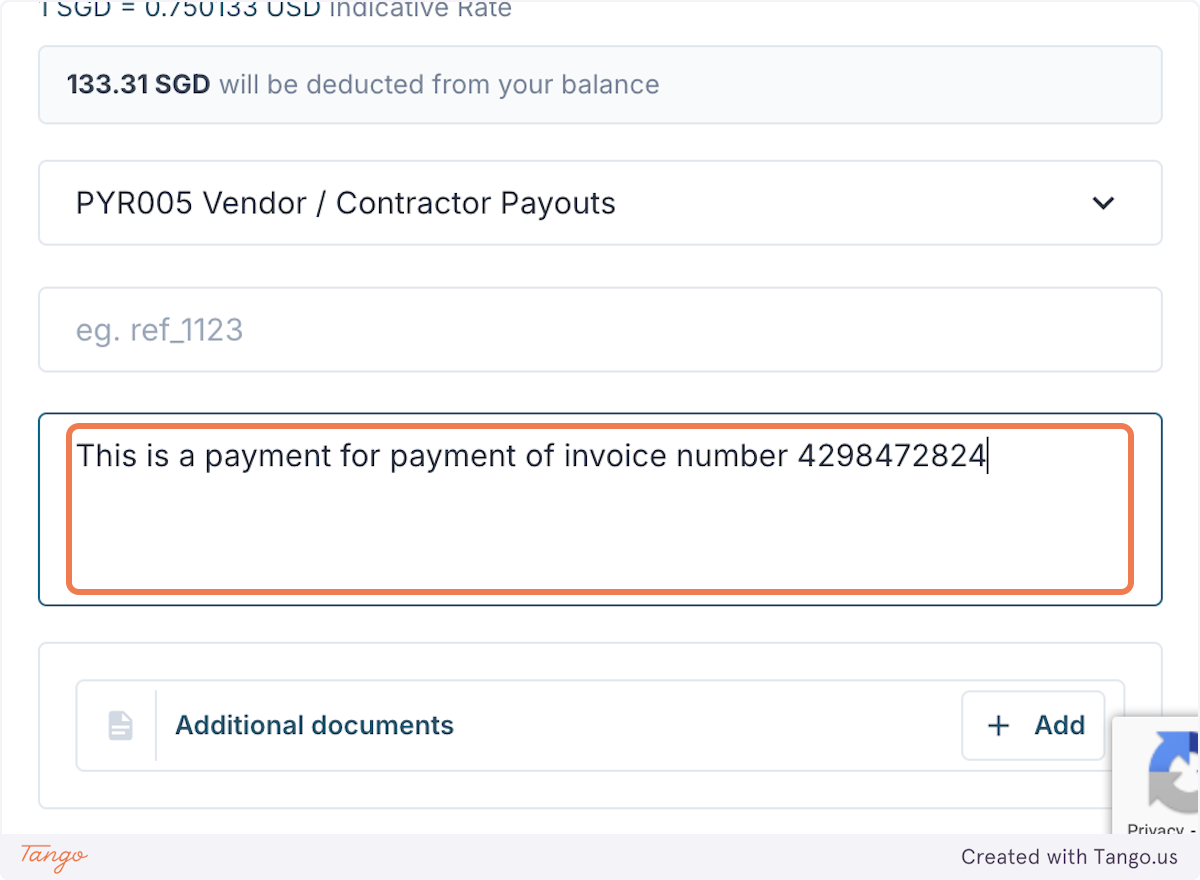 1 SGD = 0.750133 USD Indicative Rate
133.31 SGD will be deducted from your balance
PYR005 Vendor / Contractor Payouts
eg. ref_1123
This is a payment for payment of invoice number 4298472824
Additional documents
+ Add
Privacy -
Tango
Created with Tango.us